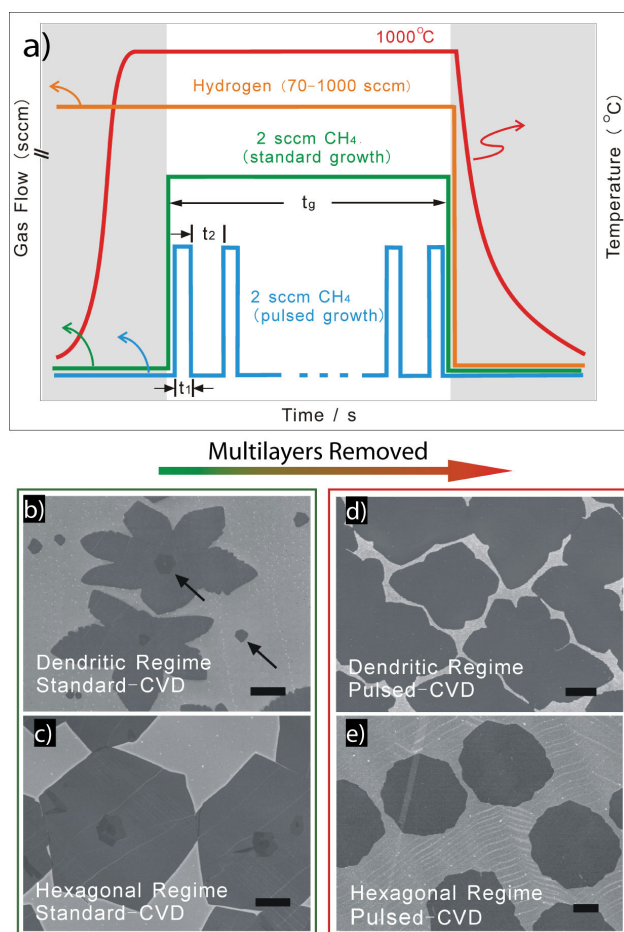 a)
1000°C
Hydrogen (70-1000 sccm)
2 sccm CH₄
(standard growth)
tg
t₂
2 sccm CH₄
(pulsed growth)
t₁
Gas Flow (sccm)
Temperature (°C)
Time / s
Multilayers Removed
b)
Dendritic Regime
Standard-CVD
d)
Dendritic Regime
Pulsed-CVD
c)
Hexagonal Regime
Standard-CVD
e)
Hexagonal Regime
Pulsed-CVD